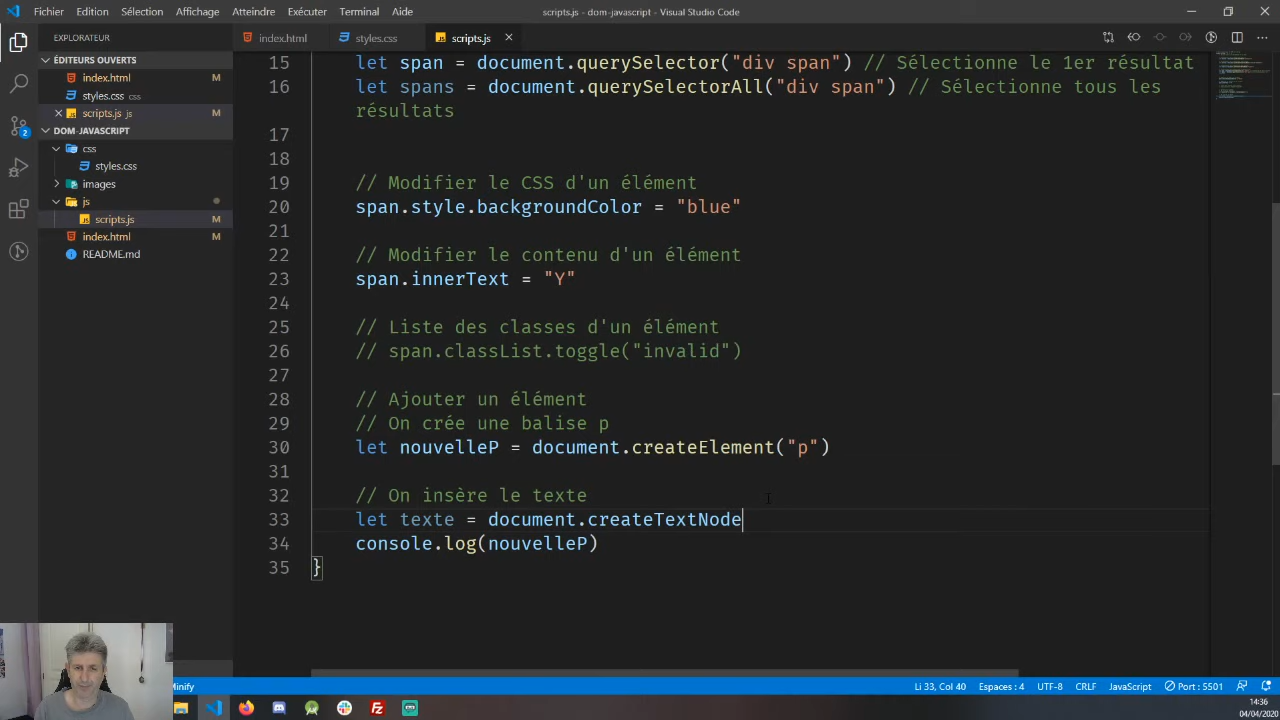 Fichier Edition Sélection Affichage Atteindre Exécuter Terminal Aide scripts.js - dom-javascript - Visual Studio Code
EXPLORATEUR
index.html styles.css scripts.js
ÉDITEURS OUVERTS
index.html M
styles.css css
scripts.js js M
DOM-JAVASCRIPT
css
styles.css
images
js
scripts.js M
index.html M
README.md
2
15 let span = document.querySelector("div span") // Sélectionne le 1er résultat
16 let spans = document.querySelectorAll("div span") // Sélectionne tous les
résultats
17
18
19 // Modifier le CSS d'un élément
20 span.style.backgroundColor = "blue"
21
22 // Modifier le contenu d'un élément
23 span.innerText = "Y"
24
25 // Liste des classes d'un élément
26 // span.classList.toggle("invalid")
27
28 // Ajouter un élément
29 // On crée une balise p
30 let nouvelleP = document.createElement("p")
31
32 // On insère le texte
33 let texte = document.createTextNode
34 console.log(nouvelleP)
35 }
Minify Li 33, Col 40 Espaces : 4 UTF-8 CRLF JavaScript Port : 5501
14:36
04/04/2020